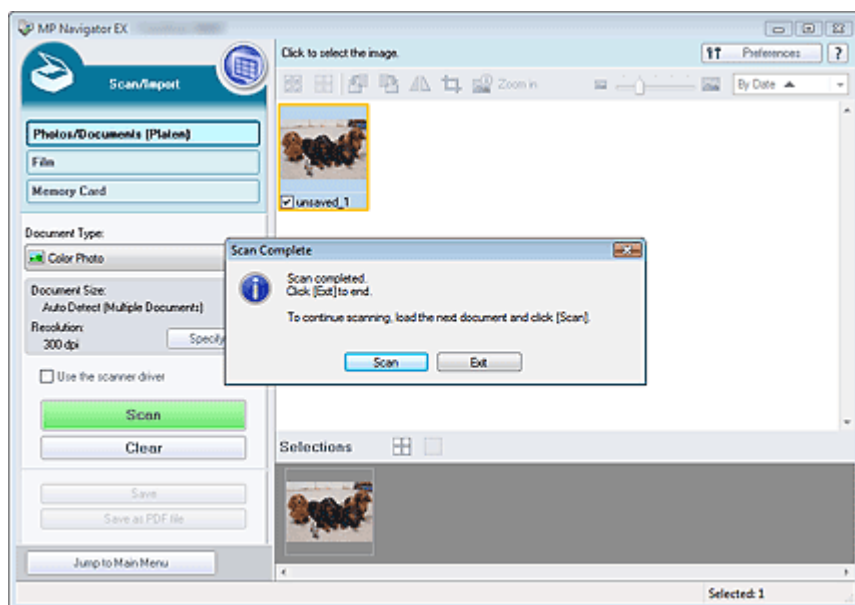 MP Navigator EX
Scan/Import
Click to select the image.
Preferences
?
Zoom in
By Date
Photos/Documents (Platen)
Film
Memory Card
unsaved_1
Document Type:
Color Photo
Document Size:
Auto Detect (Multiple Documents)
Resolution:
300 dpi
Specify
Use the scanner driver
Scan
Clear
Save
Save as PDF file
Jump to Main Menu
Scan Complete
Scan completed.
Click [Exit] to end.
To continue scanning, load the next document and click [Scan].
Scan
Exit
Selections
Selected: 1